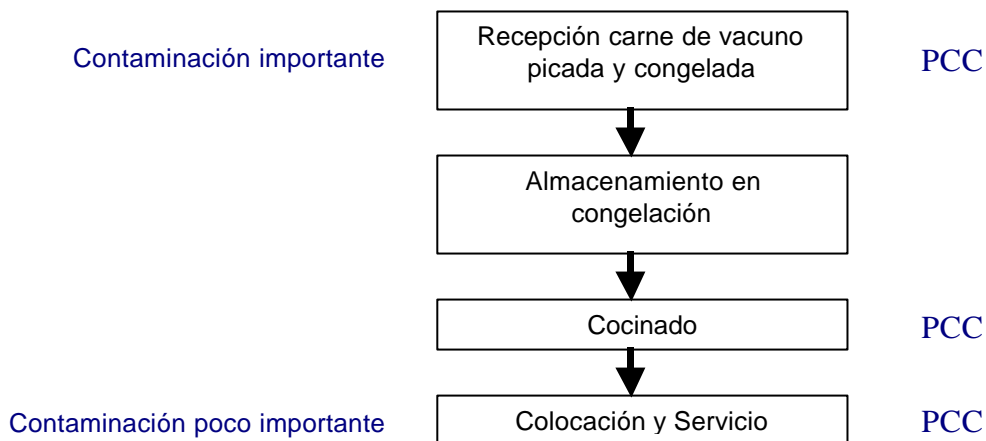 Contaminación importante
Recepción carne de vacuno
picada y congelada
PCC
Almacenamiento en
congelación
Cocinado
PCC
Contaminación poco importante
Colocación y Servicio
PCC